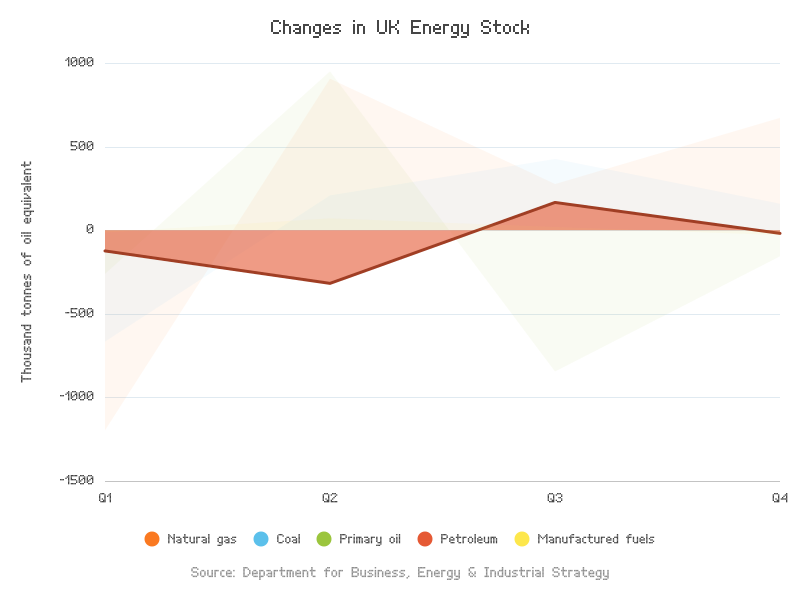 Changes in UK Energy Stock
Thousand tonnes of oil equivalent
1000
500
0
-500
-1000
-1500
Q1 Q2 Q3 Q4
Natural gas Coal Primary oil Petroleum Manufactured fuels
Source: Department for Business, Energy & Industrial Strategy